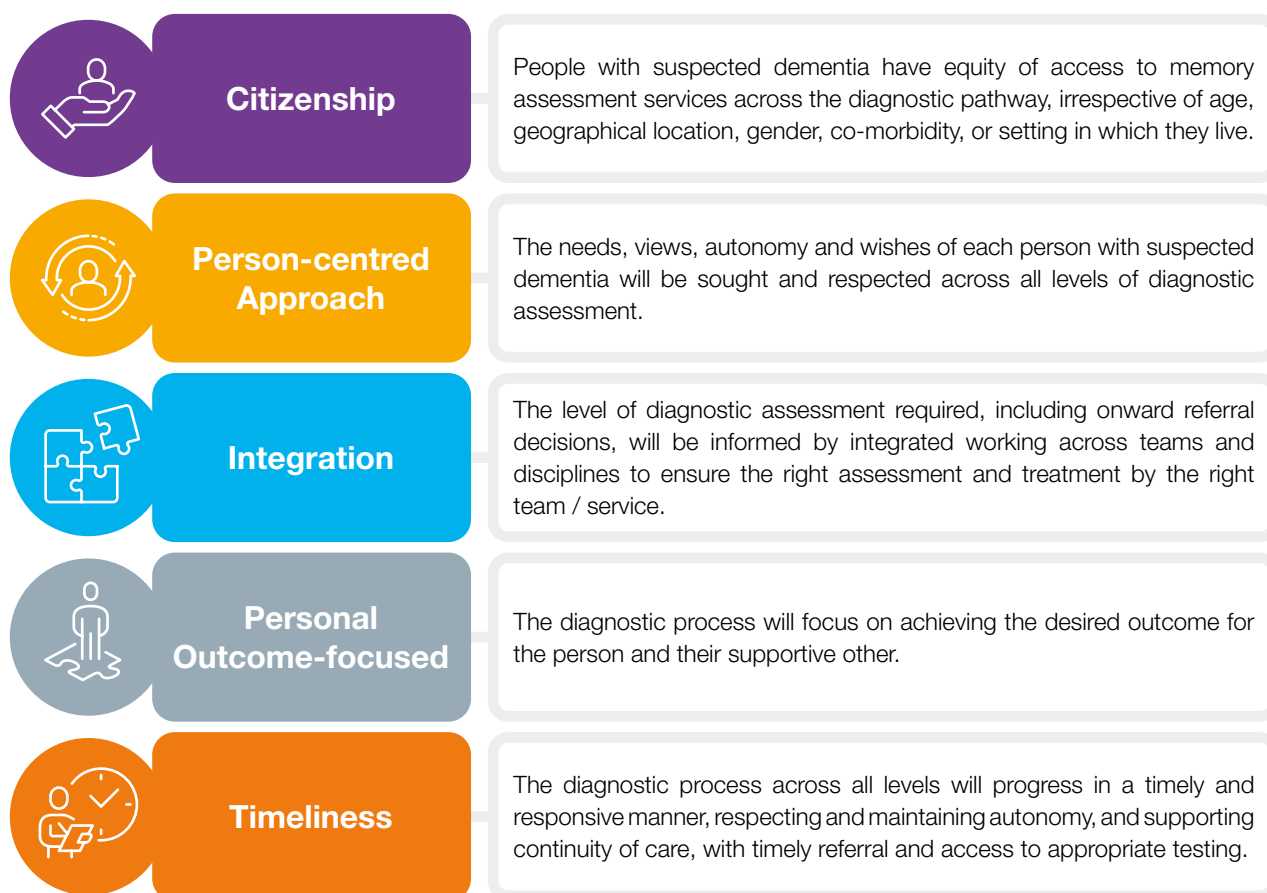 Citizenship
People with suspected dementia have equity of access to memory
assessment services across the diagnostic pathway, irrespective of age,
geographical location, gender, co-morbidity, or setting in which they live.
Person-centred
Approach
The needs, views, autonomy and wishes of each person with suspected
dementia will be sought and respected across all levels of diagnostic
assessment.
Integration
The level of diagnostic assessment required, including onward referral
decisions, will be informed by integrated working across teams and
disciplines to ensure the right assessment and treatment by the right
team / service.
Personal
Outcome-focused
The diagnostic process will focus on achieving the desired outcome for
the person and their supportive other.
Timeliness
The diagnostic process across all levels will progress in a timely and
responsive manner, respecting and maintaining autonomy, and supporting
continuity of care, with timely referral and access to appropriate testing.